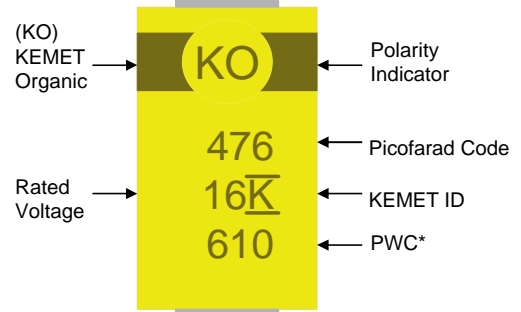 (KO)
KEMET
Organic
KO
Polarity
Indicator
476
Picofarad Code
Rated
Voltage
16K
KEMET ID
610
PWC*